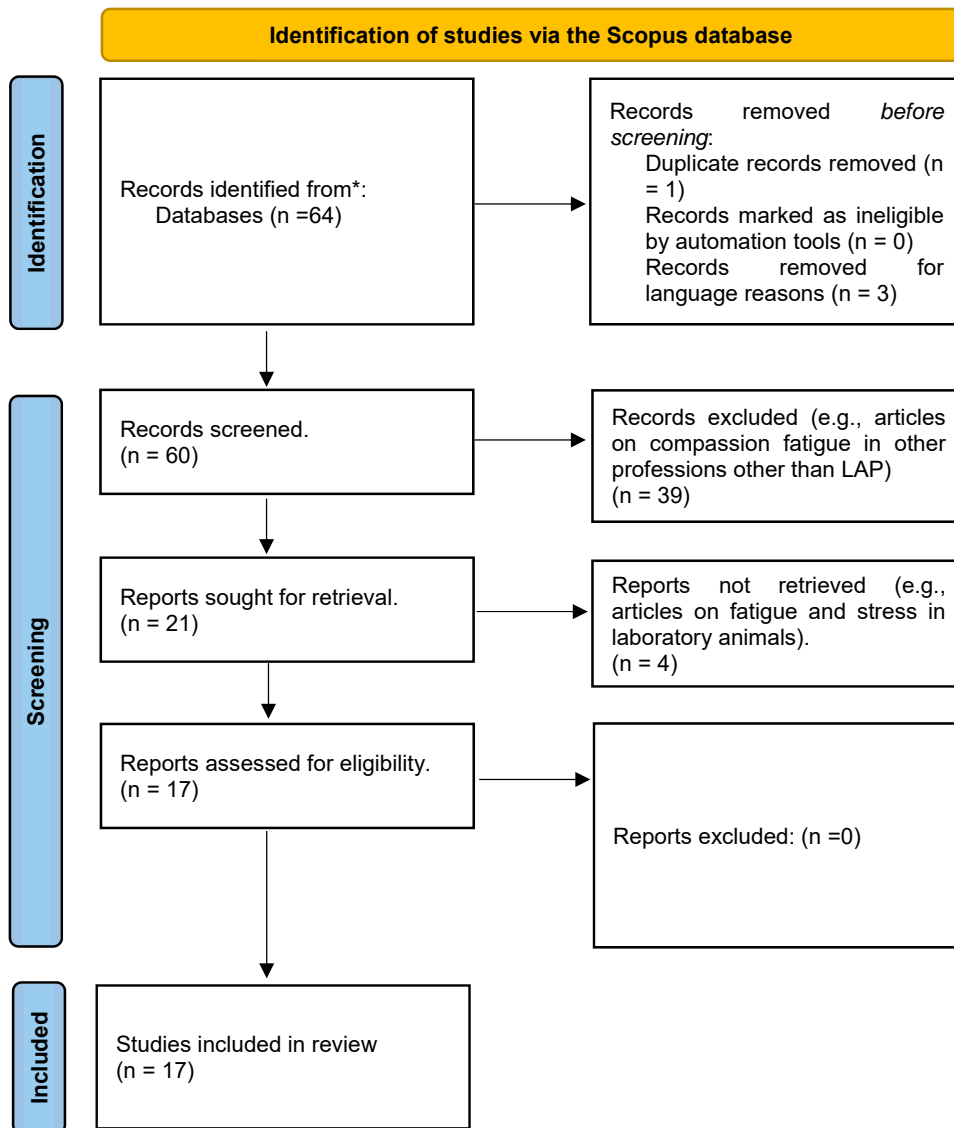 Identification of studies via the Scopus database
Identification
Records identified from*:
Databases (n =64)
Records removed before
screening:
Duplicate records removed (n
= 1)
Records marked as ineligible
by automation tools (n = 0)
Records removed for
language reasons (n = 3)
Screening
Records screened.
(n = 60)
Records excluded (e.g., articles
on compassion fatigue in other
professions other than LAP)
(n = 39)
Reports sought for retrieval.
(n = 21)
Reports not retrieved (e.g.,
articles on fatigue and stress in
laboratory animals).
(n = 4)
Reports assessed for eligibility.
(n = 17)
Reports excluded: (n =0)
Included
Studies included in review
(n = 17)